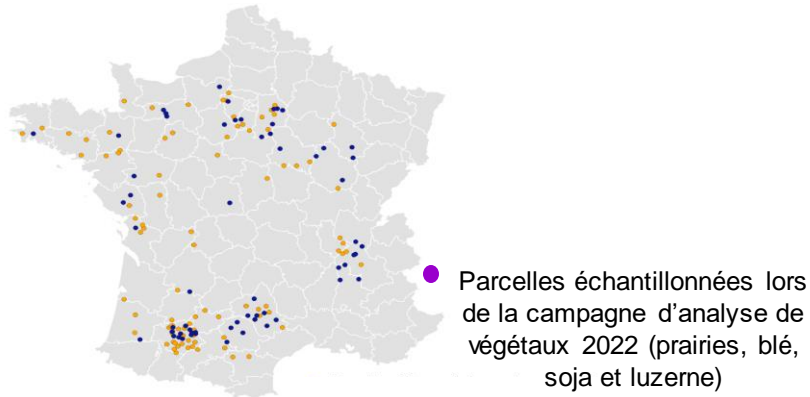 Parcelles échantillonnées lors
de la campagne d’analyse de
végétaux 2022 (prairies, blé,
soja et luzerne)